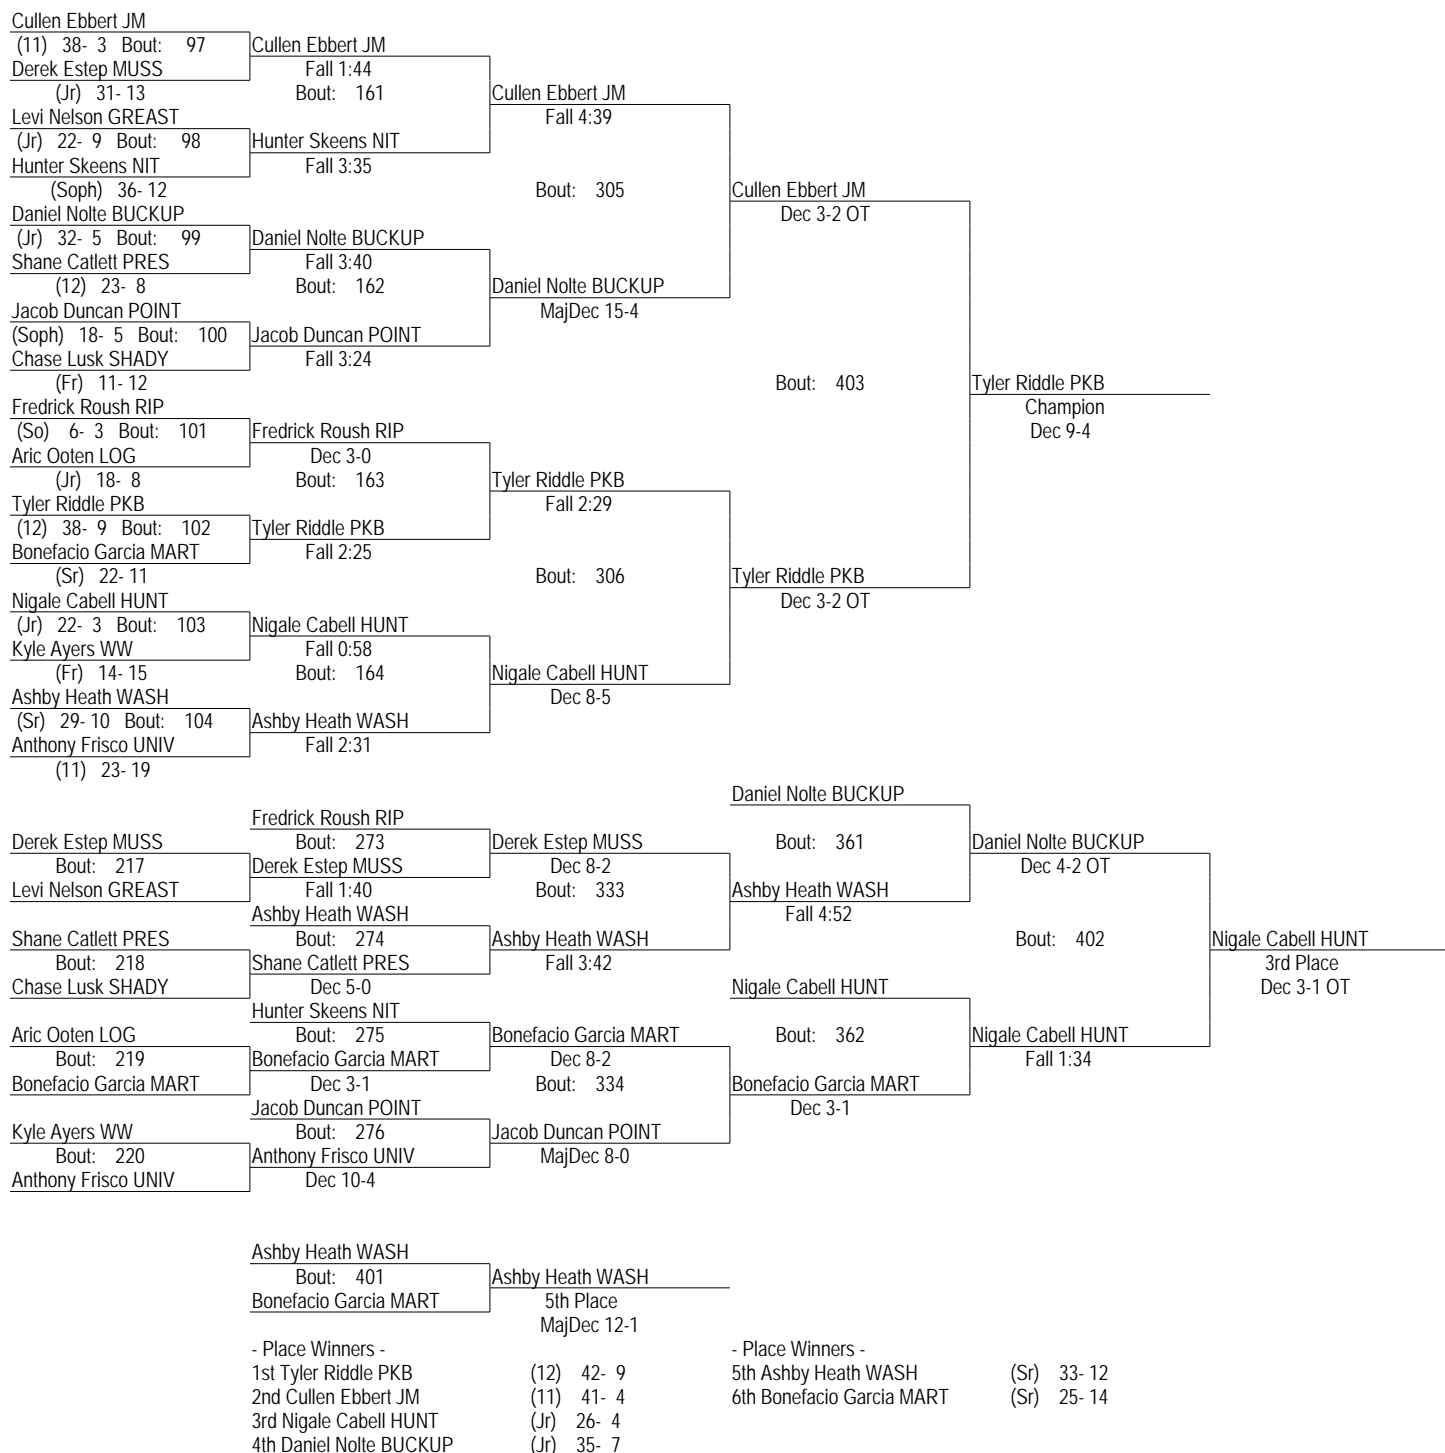 Cullen Ebbert JM
(11) 38- 3 Bout: 97 Cullen Ebbert JM
Derek Estep MUSS Fall 1:44
(Jr) 31- 13 Bout: 161 Cullen Ebbert JM
Levi Nelson GREAST Fall 4:39
(Jr) 22- 9 Bout: 98 Hunter Skeens NIT
Hunter Skeens NIT Fall 3:35
(Soph) 36- 12 Bout: 305 Cullen Ebbert JM
Daniel Nolte BUCKUP Dec 3-2 OT
(Jr) 32- 5 Bout: 99 Daniel Nolte BUCKUP
Shane Catlett PRES Fall 3:40
(12) 23- 8 Bout: 162 Daniel Nolte BUCKUP
Jacob Duncan POINT MajDec 15-4
(Soph) 18- 5 Bout: 100 Jacob Duncan POINT
Chase Lusk SHADY Fall 3:24
(Fr) 11- 12 Bout: 403 Tyler Riddle PKB
Fredrick Roush RIP Champion
(So) 6- 3 Bout: 101 Fredrick Roush RIP Dec 9-4
Aric Ooten LOG Dec 3-0
(Jr) 18- 8 Bout: 163 Tyler Riddle PKB
Tyler Riddle PKB Fall 2:29
(12) 38- 9 Bout: 102 Tyler Riddle PKB
Bonefacio Garcia MART Fall 2:25
(Sr) 22- 11 Bout: 306 Tyler Riddle PKB
Nigale Cabell HUNT Dec 3-2 OT
(Jr) 22- 3 Bout: 103 Nigale Cabell HUNT
Kyle Ayers WW Fall 0:58
(Fr) 14- 15 Bout: 164 Nigale Cabell HUNT
Ashby Heath WASH Dec 8-5
(Sr) 29- 10 Bout: 104 Ashby Heath WASH
Anthony Frisco UNIV Fall 2:31
(11) 23- 19
Daniel Nolte BUCKUP
Fredrick Roush RIP
Derek Estep MUSS Bout: 273 Derek Estep MUSS Bout: 361 Daniel Nolte BUCKUP
Bout: 217 Derek Estep MUSS Dec 8-2 Dec 4-2 OT
Levi Nelson GREAST Fall 1:40 Bout: 333 Ashby Heath WASH
Ashby Heath WASH Fall 4:52
Shane Catlett PRES Bout: 274 Ashby Heath WASH Bout: 402 Nigale Cabell HUNT
Bout: 218 Shane Catlett PRES Fall 3:42 3rd Place
Chase Lusk SHADY Dec 5-0 Nigale Cabell HUNT Dec 3-1 OT
Hunter Skeens NIT
Aric Ooten LOG Bout: 275 Bonefacio Garcia MART Bout: 362 Nigale Cabell HUNT
Bout: 219 Bonefacio Garcia MART Dec 8-2 Fall 1:34
Bonefacio Garcia MART Dec 3-1 Bout: 334 Bonefacio Garcia MART
Jacob Duncan POINT Dec 3-1
Kyle Ayers WW Bout: 276 Jacob Duncan POINT
Bout: 220 Anthony Frisco UNIV MajDec 8-0
Anthony Frisco UNIV Dec 10-4
Ashby Heath WASH
Bout: 401 Ashby Heath WASH
Bonefacio Garcia MART 5th Place
MajDec 12-1
- Place Winners - - Place Winners -
1st Tyler Riddle PKB (12) 42- 9 5th Ashby Heath WASH (Sr) 33- 12
2nd Cullen Ebbert JM (11) 41- 4 6th Bonefacio Garcia MART (Sr) 25- 14
3rd Nigale Cabell HUNT (Jr) 26- 4
4th Daniel Nolte BUCKUP (Jr) 35- 7